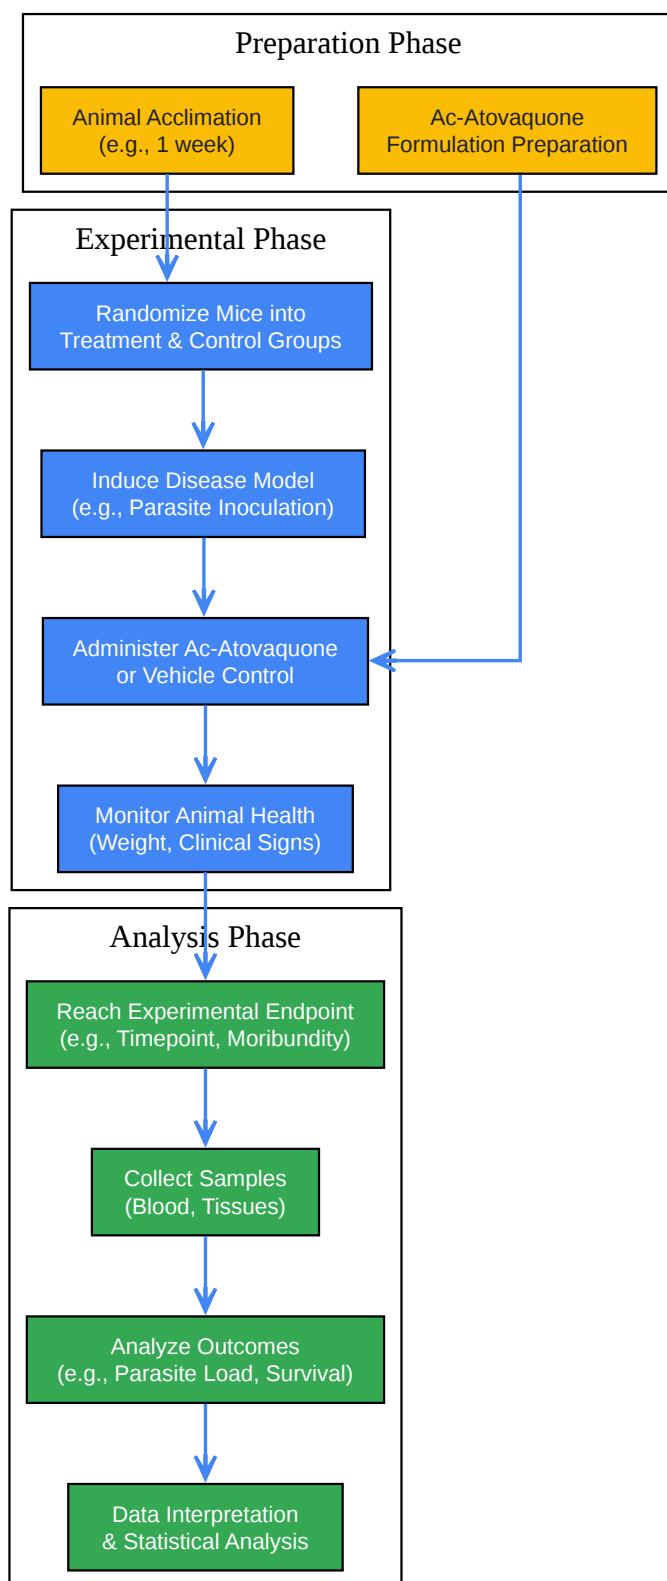 Preparation Phase
Animal Acclimation
(e.g., 1 week)
Ac-Atovaquone
Formulation Preparation
Experimental Phase
Randomize Mice into
Treatment & Control Groups
Induce Disease Model
(e.g., Parasite Inoculation)
Administer Ac-Atovaquone
or Vehicle Control
Monitor Animal Health
(Weight, Clinical Signs)
Analysis Phase
Reach Experimental Endpoint
(e.g., Timepoint, Moribundity)
Collect Samples
(Blood, Tissues)
Analyze Outcomes
(e.g., Parasite Load, Survival)
Data Interpretation
& Statistical Analysis